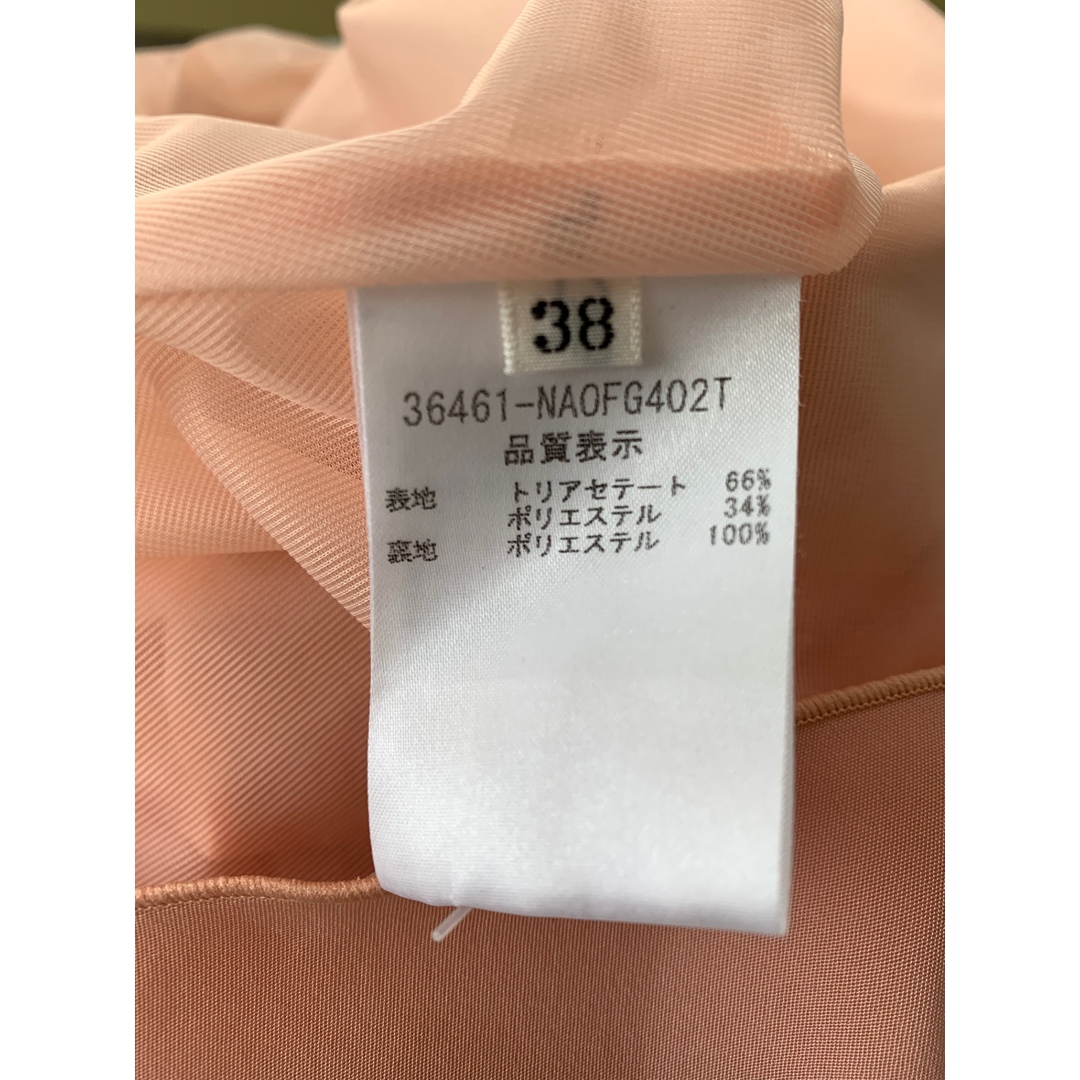 38
36461-NA0FG402T
品質表示
表地 トリアセテート 66%
ポリエステル 34%
裏地 ポリエステル 100%